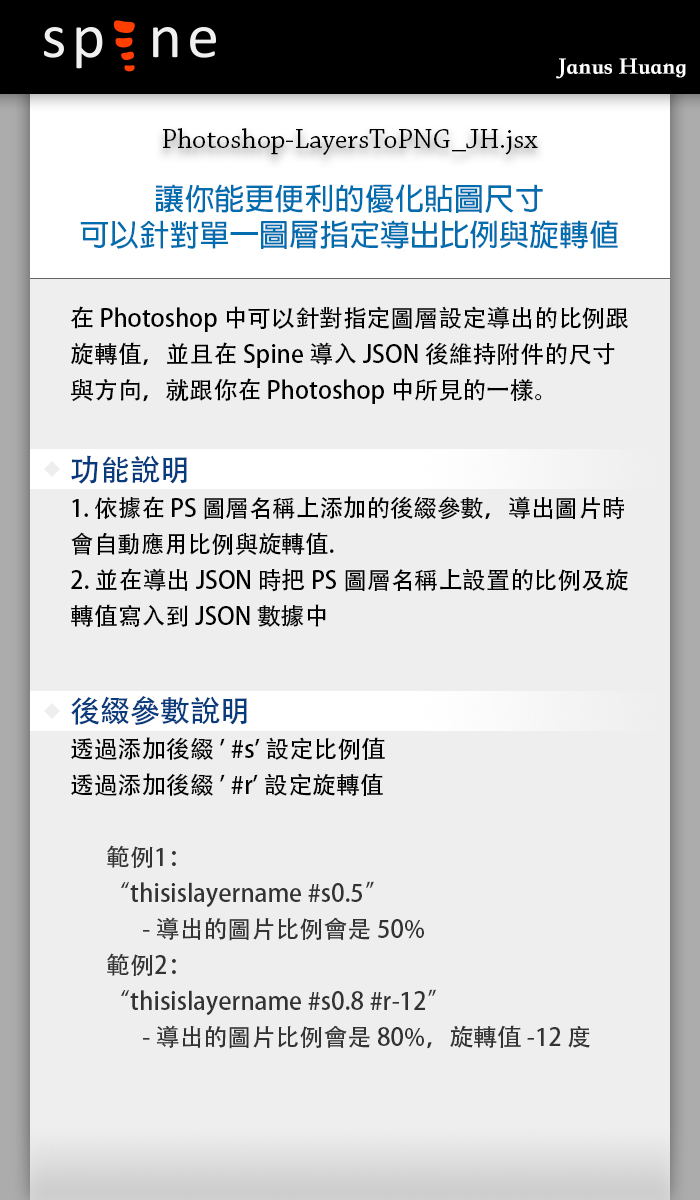 spine
Janus Huang
Photoshop-LayersToPNG_JH.jsx
讓你能更便利的優化貼圖尺寸
可以針對單一圖層指定導出比例與旋轉值
在 Photoshop 中可以針對指定圖層設定導出的比例跟
旋轉值，並且在 Spine 導入 JSON 後維持附件的尺寸
與方向，就跟你在 Photoshop 中所見的一樣。
功能說明
1. 依據在 PS 圖層名稱上添加的後綴參數，導出圖片時
會自動應用比例與旋轉值.
2. 並在導出 JSON 時把 PS 圖層名稱上設置的比例及旋
轉值寫入到 JSON 數據中
後綴參數說明
透過添加後綴 ’ #s’ 設定比例值
透過添加後綴 ’ #r’ 設定旋轉值
範例1：
“thisislayername #s0.5”
- 導出的圖片比例會是 50%
範例2：
“thisislayername #s0.8 #r-12”
- 導出的圖片比例會是 80%，旋轉值 -12 度